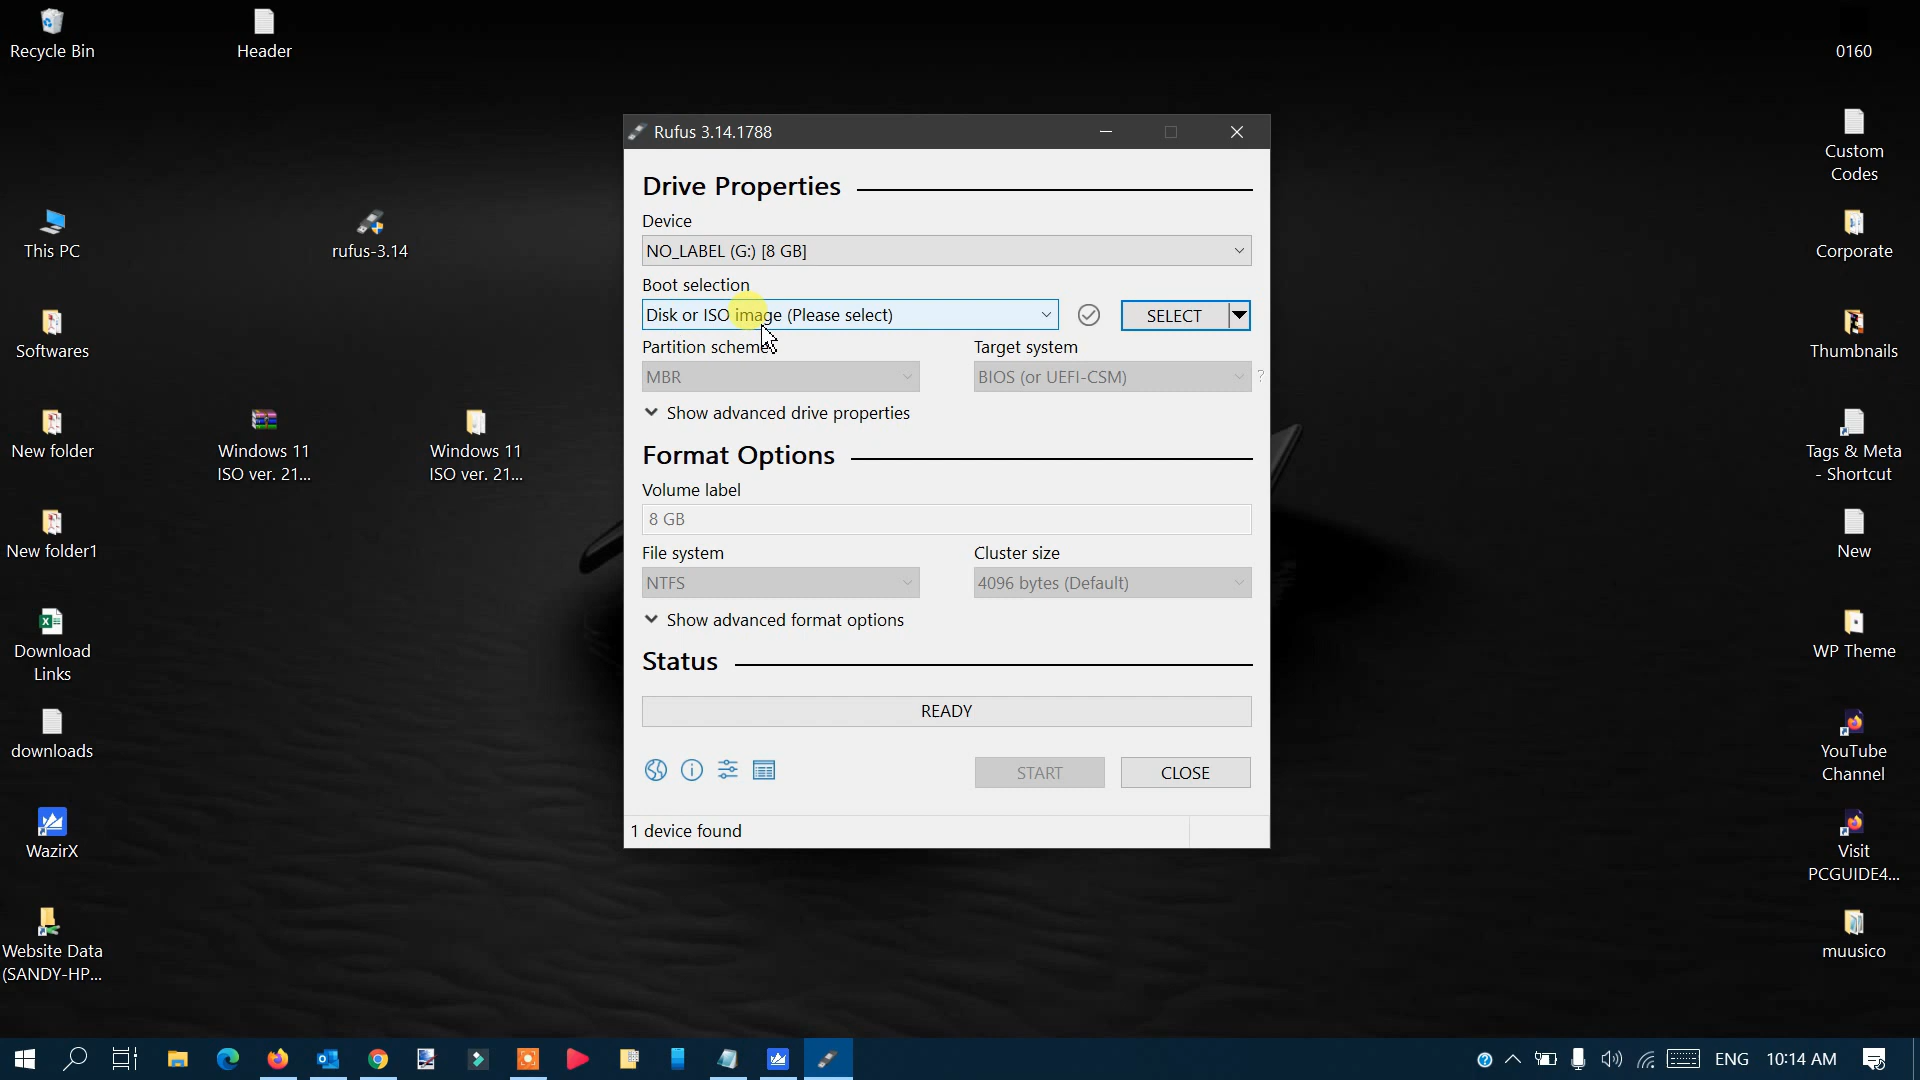 Recycle Bin
Header
0160
This PC
rufus-3.14
Custom
Codes
Corporate
Softwares
Thumbnails
New folder
Windows 11
ISO ver. 21...
Windows 11
ISO ver. 21...
Tags & Meta
- Shortcut
New folder1
New
Download
Links
WP Theme
downloads
YouTube
Channel
WazirX
Visit
PCGUIDE4...
Website Data
(SANDY-HP...
muusico
Rufus 3.14.1788
Drive Properties
Device
NO_LABEL (G:) [8 GB]
Boot selection
Disk or ISO image (Please select)
SELECT
Partition scheme
Target system
MBR
BIOS (or UEFI-CSM)
?
Show advanced drive properties
Format Options
Volume label
8 GB
File system
Cluster size
NTFS
4096 bytes (Default)
Show advanced format options
Status
READY
START
CLOSE
1 device found
ENG
10:14 AM